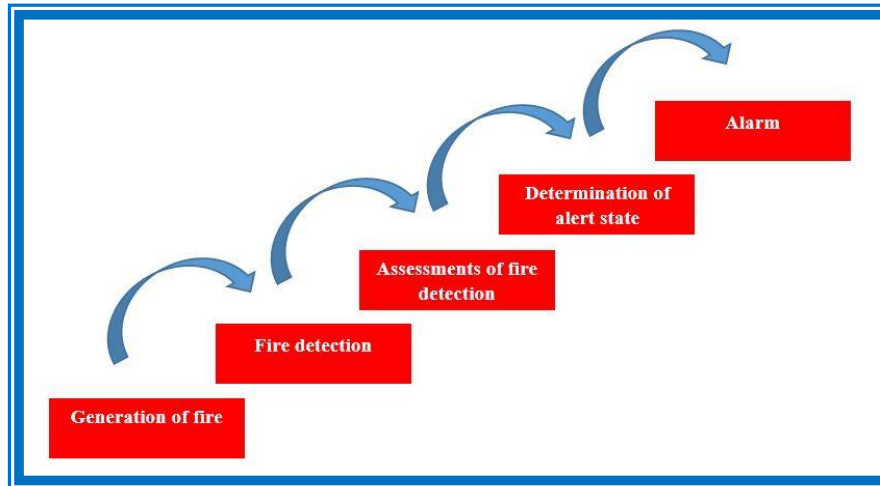 Alarm
Determination of
alert state
Assessments of fire
detection
Fire detection
Generation of fire